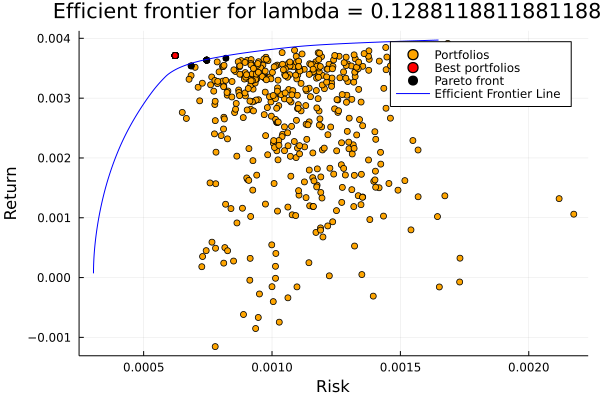 Efficient frontier for lambda = 0.1288118811881188
0.004
0.003
0.002
0.001
0.000
−0.001
Return
Portfolios
Best portfolios
Pareto front
Efficient Frontier Line
0.0005
0.0010
0.0015
0.0020
Risk